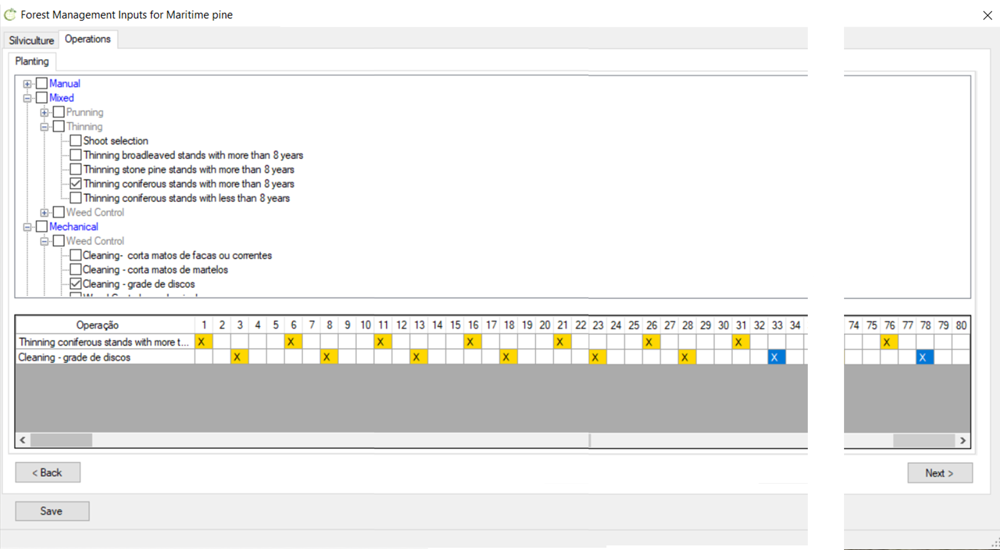 Forest Management Inputs for Maritime pine
Silviculture Operations
Planting
Manual
Mixed
Prunning
Thinning
Shoot selection
Thinning broadleaved stands with more than 8 years
Thinning stone pine stands with more than 8 years
Thinning coniferous stands with more than 8 years
Thinning coniferous stands with less than 8 years
Weed Control
Mechanical
Weed Control
Cleaning- corta matos de facas ou correntes
Cleaning - corta matos de martelos
Cleaning - grade de discos
Operação 1 2 3 4 5 6 7 8 9 10 11 12 13 14 15 16 17 18 19 20 21 22 23 24 25 26 27 28 29 30 31 32 33 34 74 75 76 77 78 79 80
Thinning coniferous stands with more t... X X X X X X X X
Cleaning - grade de discos X X X X X X X X
< Back Next >
Save